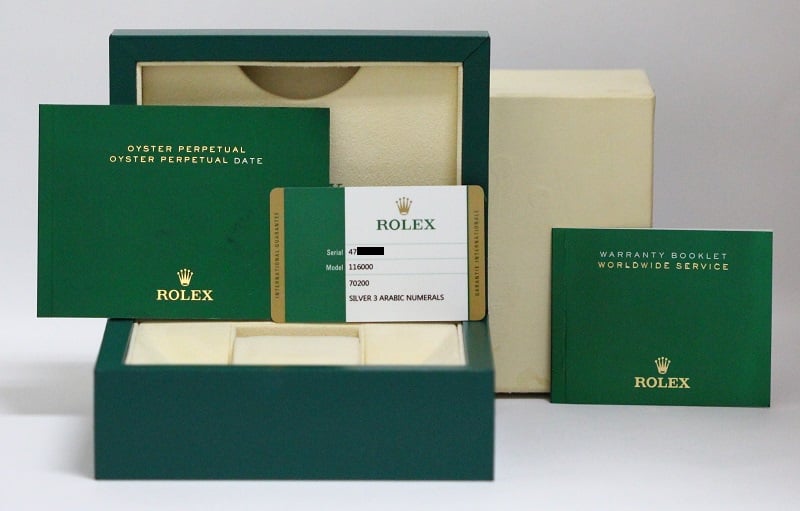 OYSTER PERPETUAL
OYSTER PERPETUAL DATE
ROLEX
INTERNATIONAL GUARANTEE
ROLEX
Serial 47
Model 116000
70200
SILVER 3 ARABIC NUMERALS
GARANTIE INTERNATIONALE
WARRANTY BOOKLET
WORLDWIDE SERVICE
ROLEX